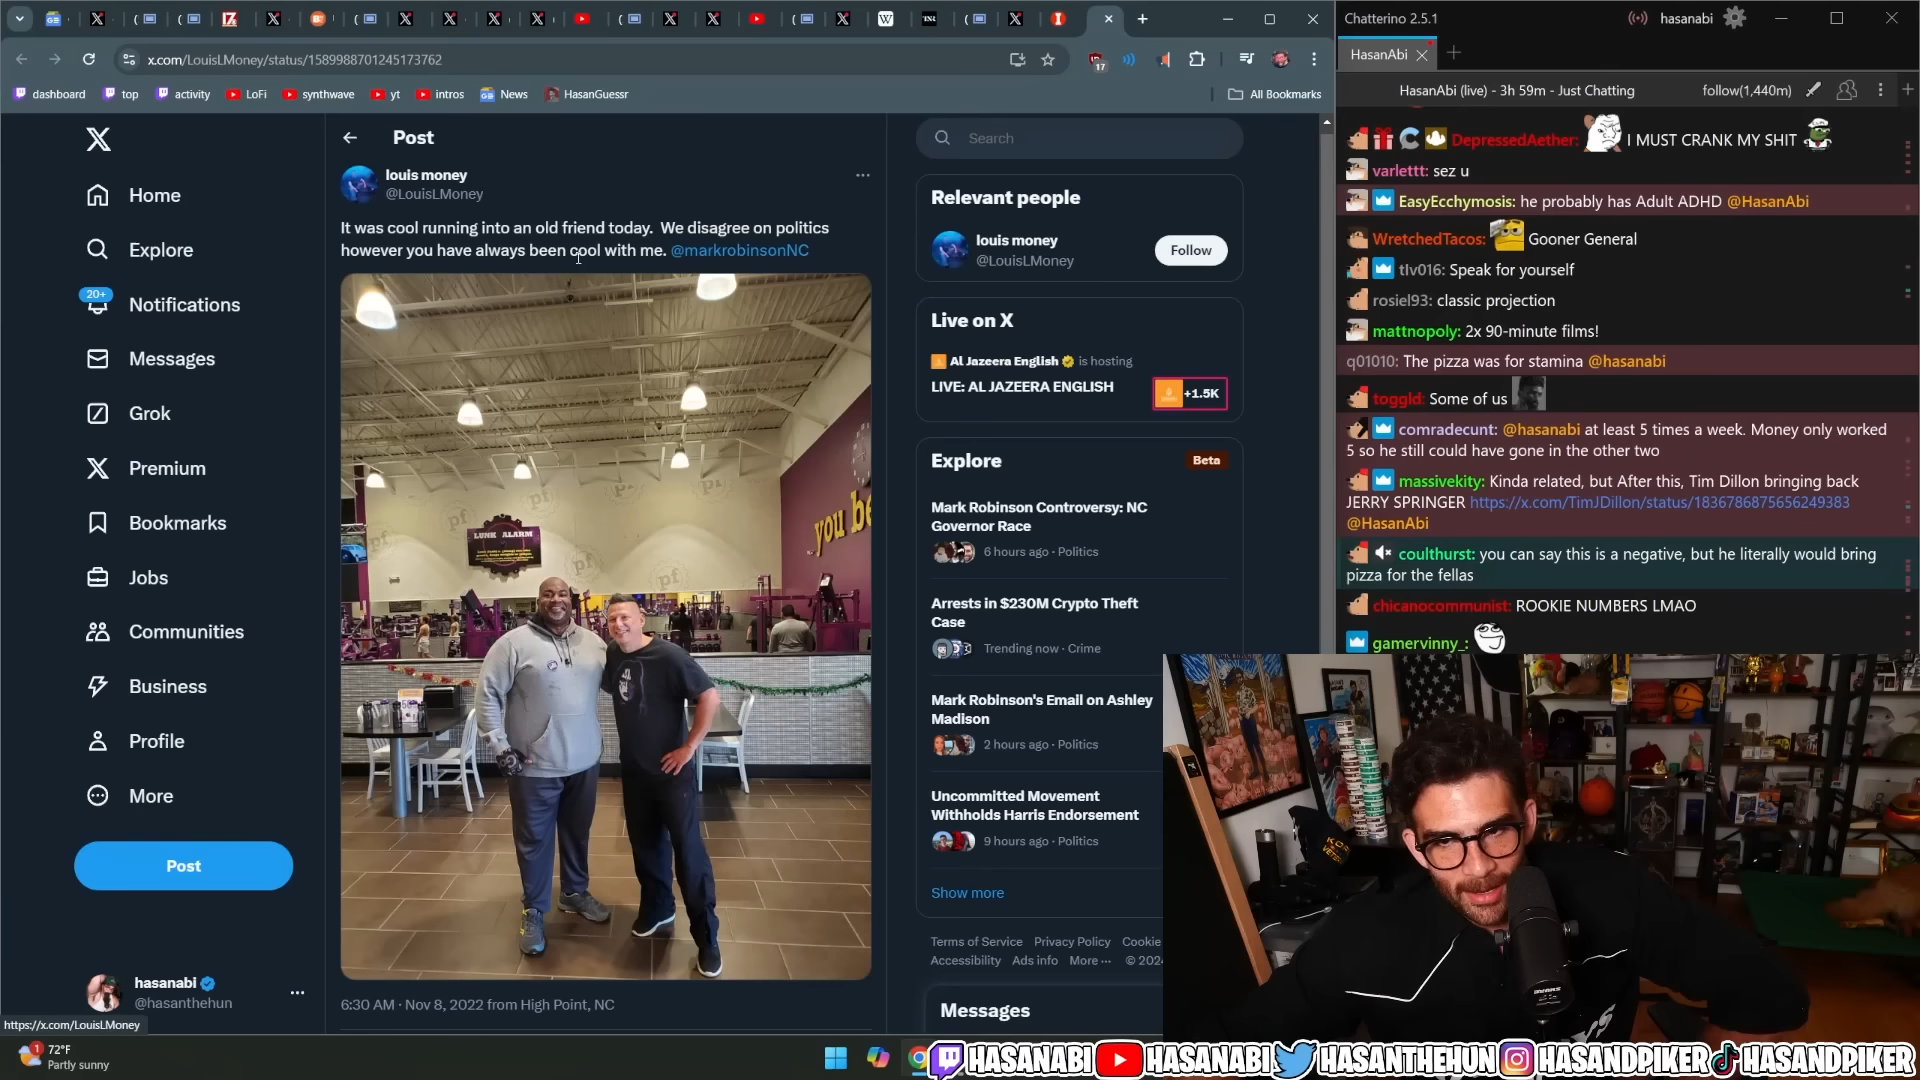 x.com/LouisLMoney/status/1589988701245173762
17
dashboard
top
activity
LoFi
synthwave
yt
intros
News
HasanGuessr
All Bookmarks
Home
Explore
20+
Notifications
Messages
Grok
Premium
Bookmarks
Jobs
Communities
Business
Profile
More
Post
hasanabi
@hasanthehun
https://x.com/LouisLMoney
Post
louis money
@LouisLMoney
It was cool running into an old friend today. We disagree on politics
however you have always been cool with me. @markrobinsonNC
LUNK ALARM
you be
pf
pf
pf
6:30 AM · Nov 8, 2022 from High Point, NC
Search
Relevant people
louis money
@LouisLMoney
Follow
Live on X
Al Jazeera English is hosting
LIVE: AL JAZEERA ENGLISH
+1.5K
Explore
Beta
Mark Robinson Controversy: NC
Governor Race
6 hours ago · Politics
Arrests in $230M Crypto Theft
Case
Trending now · Crime
Mark Robinson's Email on Ashley
Madison
2 hours ago · Politics
Uncommitted Movement
Withholds Harris Endorsement
9 hours ago · Politics
Show more
Terms of Service Privacy Policy Cookie
Accessibility Ads info More ··· © 202
Messages
Chatterino 2.5.1
hasanabi
HasanAbi
HasanAbi (live) - 3h 59m - Just Chatting
follow(1,440m)
DepressedAether: I MUST CRANK MY SHIT
varlettt: sez u
EasyEcchymosis: he probably has Adult ADHD @HasanAbi
WretchedTacos: Gooner General
tlv016: Speak for yourself
rosiel93: classic projection
mattnopoly: 2x 90-minute films!
q01010: The pizza was for stamina @hasanabi
toggld: Some of us
comradecunt: @hasanabi at least 5 times a week. Money only worked
5 so he still could have gone in the other two
massivekity: Kinda related, but After this, Tim Dillon bringing back
JERRY SPRINGER https://x.com/TimJDillon/status/1836786875656249383
@HasanAbi
coulthurst: you can say this is a negative, but he literally would bring
pizza for the fellas
chicanocommunist: ROOKIE NUMBERS LMAO
gamervinny_:
1
72°F
Partly sunny
HASANABI HASANABI HASANTHEHUN HASANDPIKER HASANDPIKER